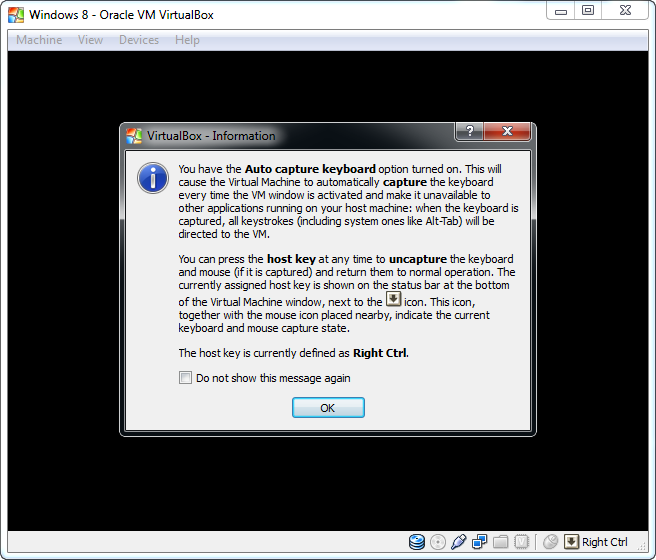 Windows 8 - Oracle VM VirtualBox
Machine View Devices Help
VirtualBox - Information
You have the Auto capture keyboard option turned on. This will
cause the Virtual Machine to automatically capture the keyboard
every time the VM window is activated and make it unavailable to
other applications running on your host machine: when the keyboard is
captured, all keystrokes (including system ones like Alt-Tab) will be
directed to the VM.
You can press the host key at any time to uncapture the keyboard
and mouse (if it is captured) and return them to normal operation. The
currently assigned host key is shown on the status bar at the bottom
of the Virtual Machine window, next to the icon. This icon,
together with the mouse icon placed nearby, indicate the current
keyboard and mouse capture state.
The host key is currently defined as Right Ctrl.
Do not show this message again
OK
Right Ctrl